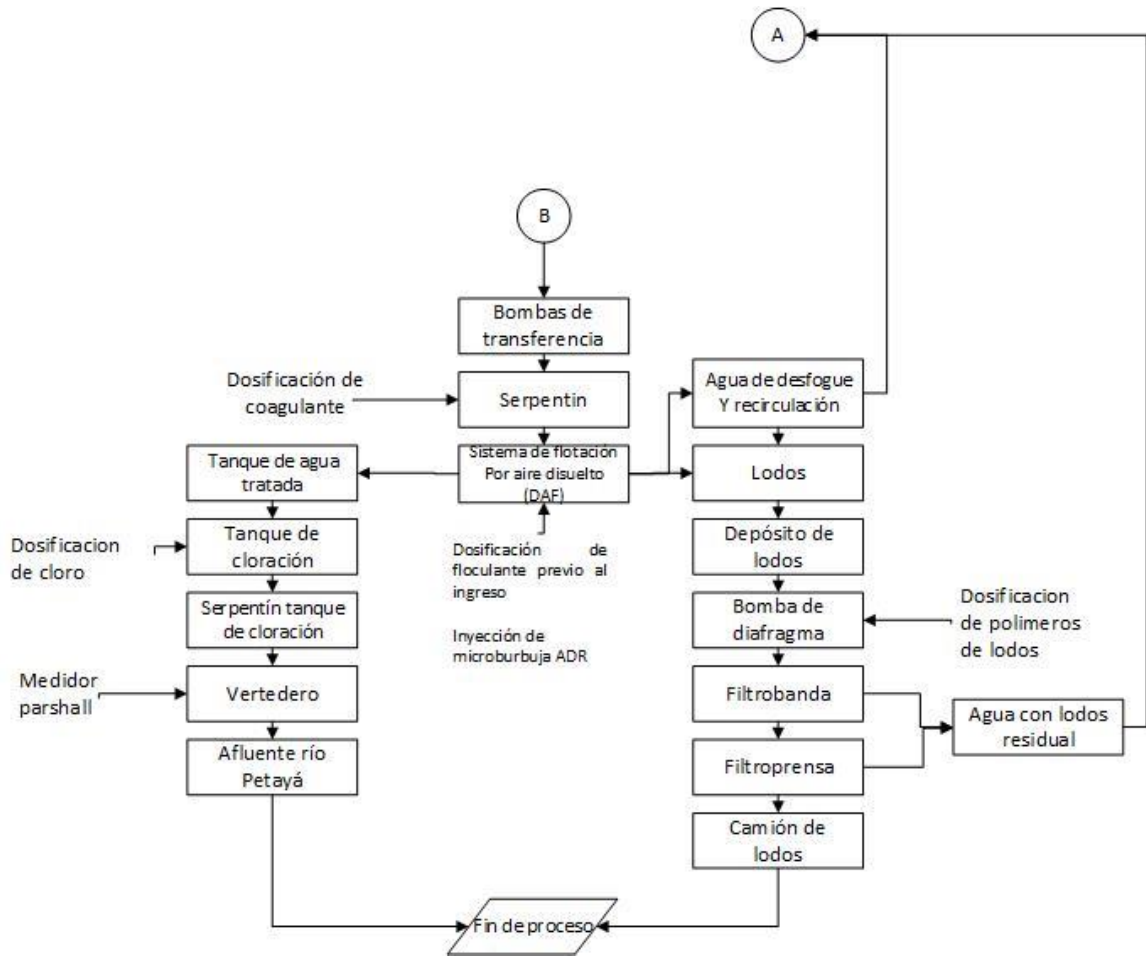 A
B
Bombas de
transferencia
Dosificación de
coagulante
Serpentin
Agua de desfogue
Y recirculación
Tanque de agua
tratada
Sistema de flotación
Por aire disuelto
(DAF)
Lodos
Dosificacion
de cloro
Tanque de
cloración
Dosificación de
floculante previo al
ingreso
Inyección de
microburbuja ADR
Depósito de
lodos
Serpentín tanque
de cloración
Bomba de
diafragma
Dosificacion
de polimeros
de lodos
Medidor
parshall
Vertedero
Filtrobanda
Agua con lodos
residual
Afluente río
Petayá
Filtroprensa
Camión de
lodos
Fin de proceso